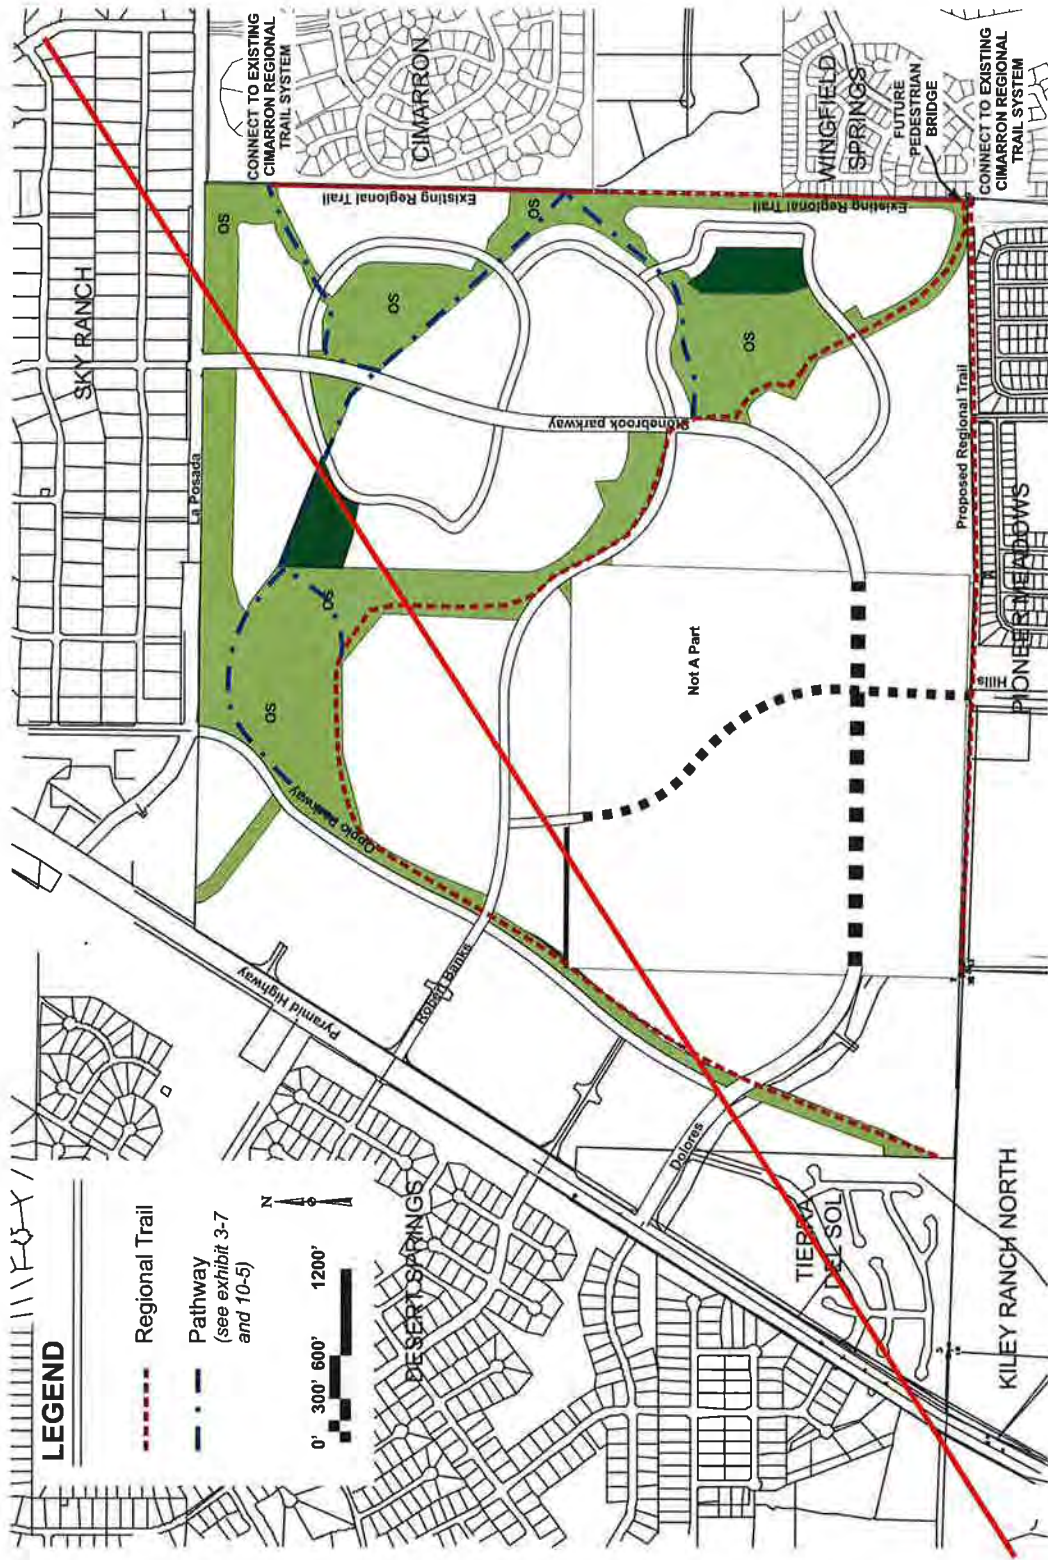 LEGEND
Regional Trail
Pathway
(see exhibit 3-7
and 10-5)
N
0' 300' 600' 1200'
SKY RANCH
La Posada
CONNECT TO EXISTING
CIMARRON REGIONAL
TRAIL SYSTEM
CIMARRON
WINGFIELD
SPRINGS
FUTURE
PEDESTRIAN
BRIDGE
CONNECT TO EXISTING
CIMARRON REGIONAL
TRAIL SYSTEM
Existing Regional Trail
Existing Regional Trail
OS
OS
OS
OS
OS
OS
Stonebrook parkway
Proposed Regional Trail
PIONEER MEADOWS
Hills
Not A Part
Oppio Parkway
Pyramid Highway
Robert Banks
Dolores
DESERT SPRINGS
TIERRA
DEL SOL
KILEY RANCH NORTH